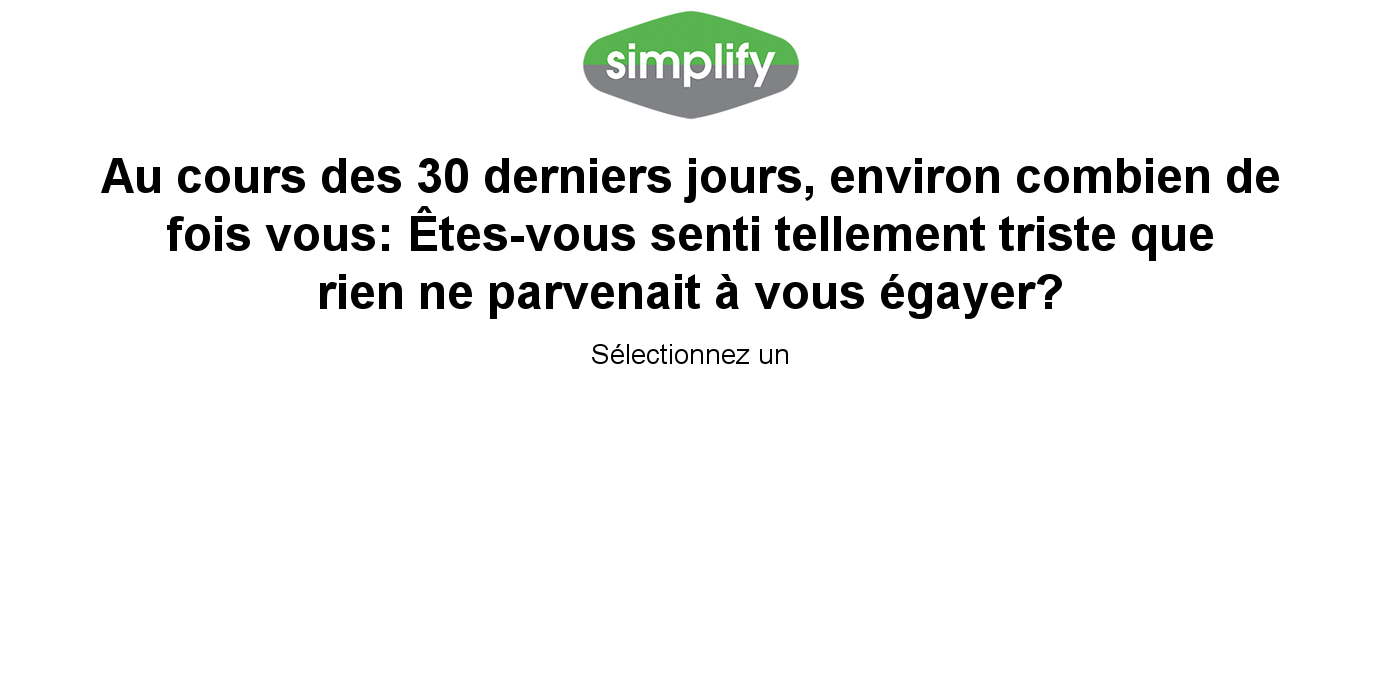 simplify
Au cours des 30 derniers jours, environ combien de
fois vous: Êtes-vous senti tellement triste que
rien ne parvenait à vous égayer?
Sélectionnez un